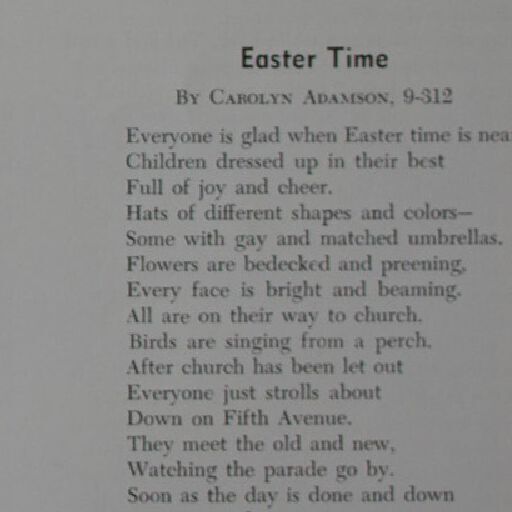 Easter Time
By Carolyn Adamson, 9-312
Everyone is glad when Easter time is nea
Children dressed up in their best
Full of joy and cheer.
Hats of different shapes and colors—
Some with gay and matched umbrellas.
Flowers are bedecked and preening,
Every face is bright and beaming.
All are on their way to church.
Birds are singing from a perch.
After church has been let out
Everyone just strolls about
Down on Fifth Avenue.
They meet the old and new,
Watching the parade go by.
Soon as the day is done and down